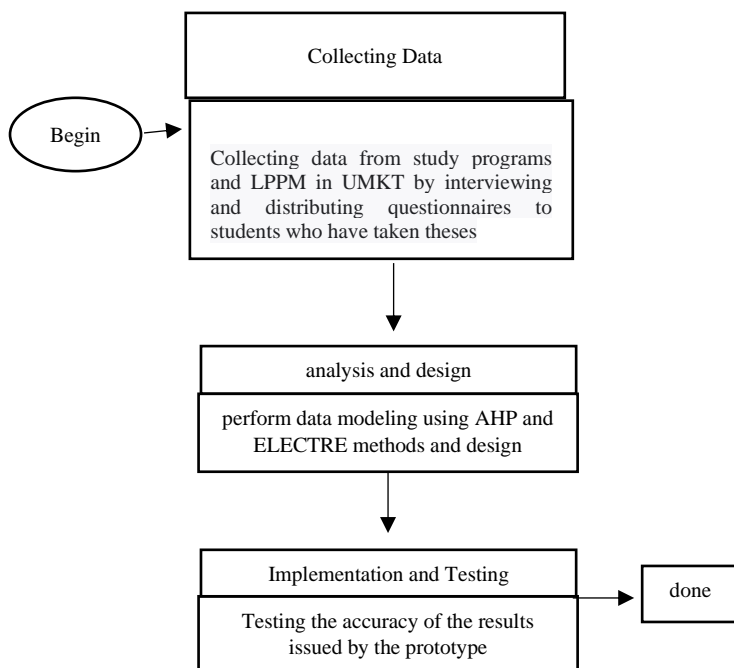 Collecting Data
Begin
Collecting data from study programs
and LPPM in UMKT by interviewing
and distributing questionnaires to
students who have taken theses
analysis and design
perform data modeling using AHP and
ELECTRE methods and design
Implementation and Testing
done
Testing the accuracy of the results
issued by the prototype